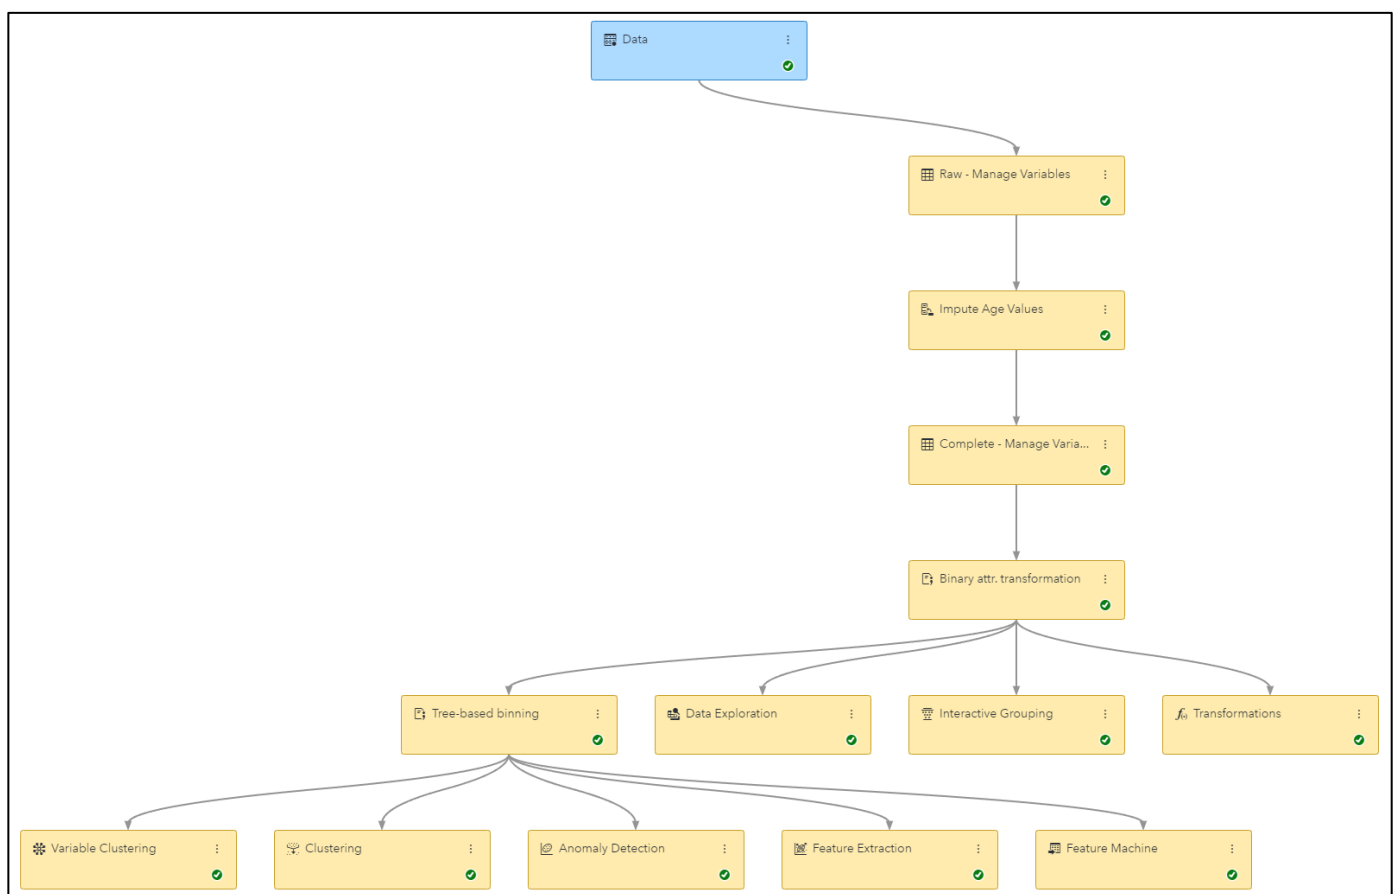 Data
Raw - Manage Variables
Impute Age Values
Complete - Manage Varia...
Binary attr. transformation
Tree-based binning
Data Exploration
Interactive Grouping
Transformations
Variable Clustering
Clustering
Anomaly Detection
Feature Extraction
Feature Machine